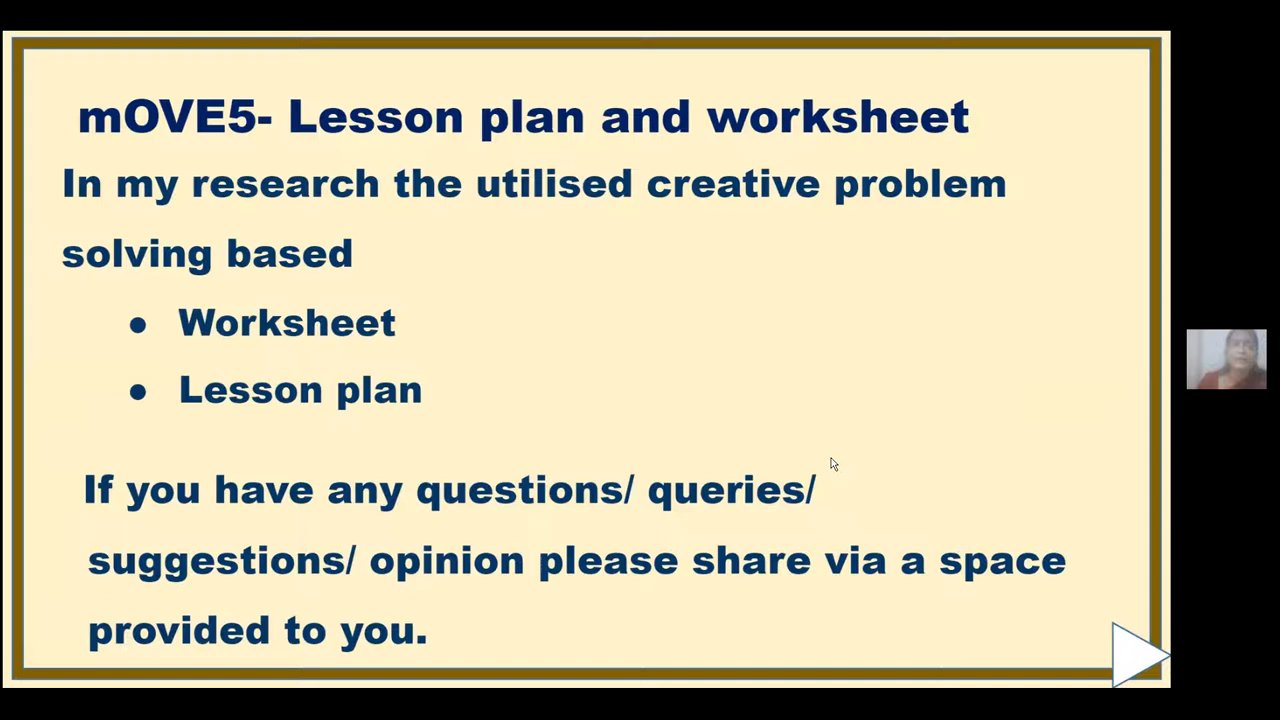 mOVE5- Lesson plan and worksheet
In my research the utilised creative problem
solving based
● Worksheet
● Lesson plan
If you have any questions/ queries/
suggestions/ opinion please share via a space
provided to you.